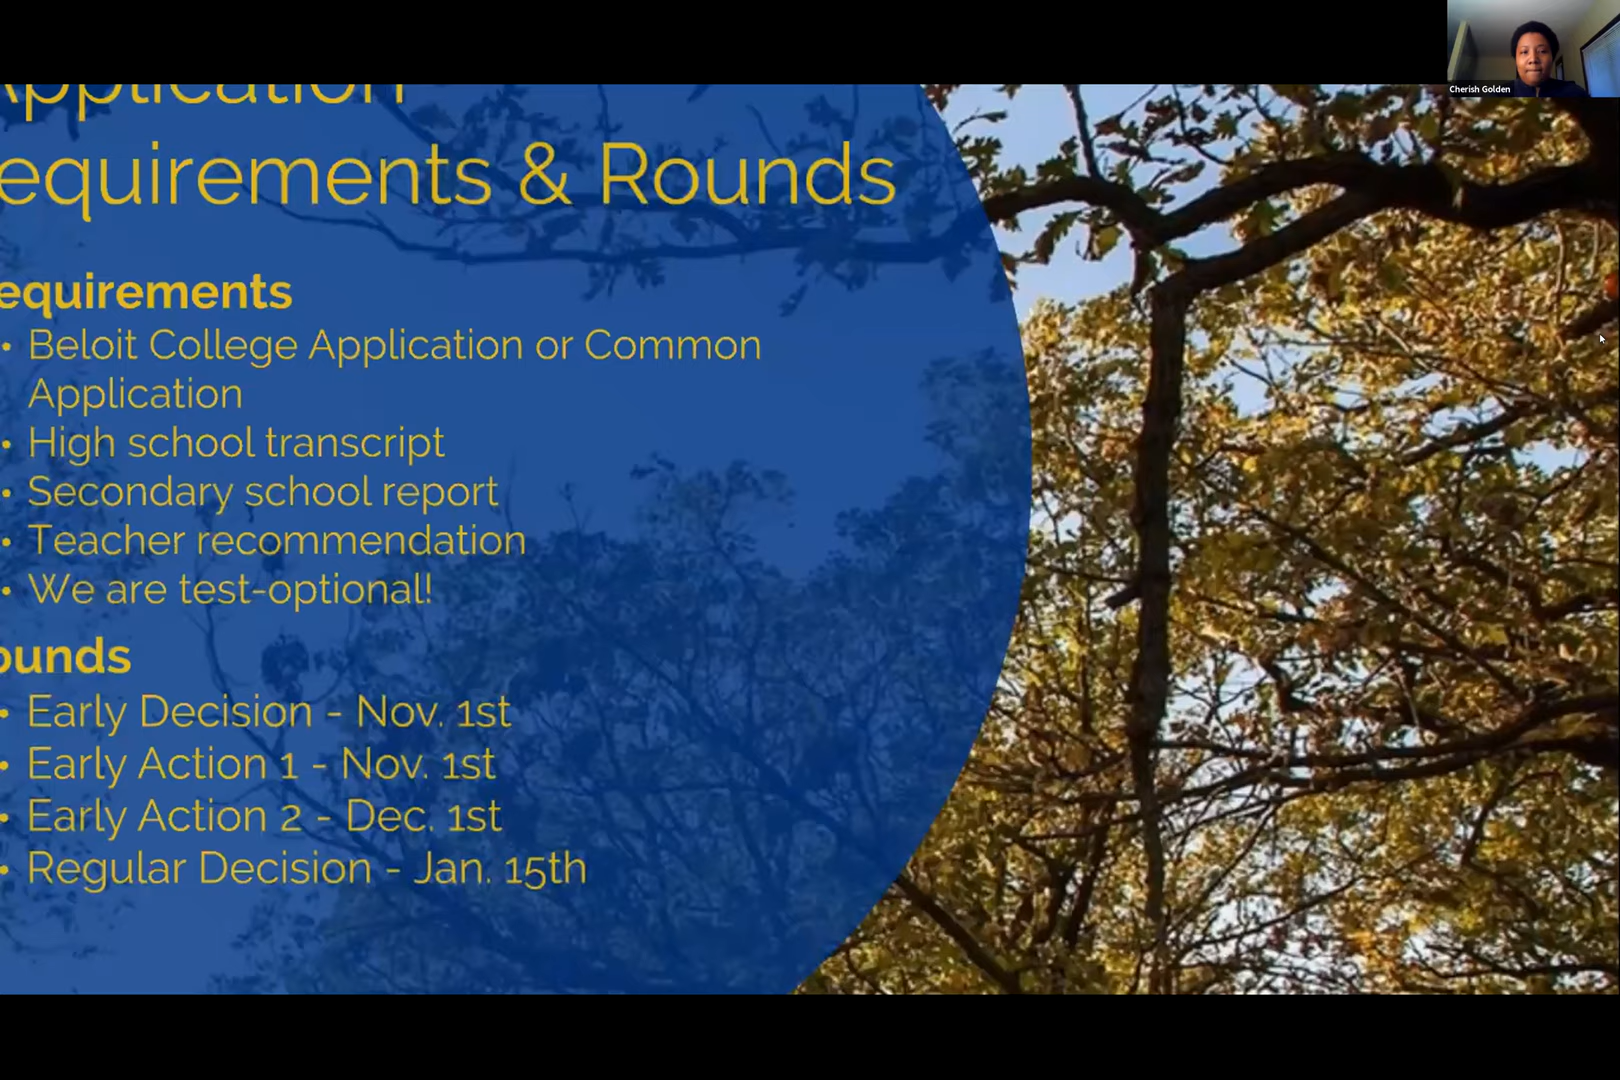 Cherish Golden
Application
equirements & Rounds
equirements
• Beloit College Application or Common
Application
• High school transcript
• Secondary school report
• Teacher recommendation
• We are test-optional!
ounds
• Early Decision - Nov. 1st
• Early Action 1 - Nov. 1st
• Early Action 2 - Dec. 1st
• Regular Decision - Jan. 15th